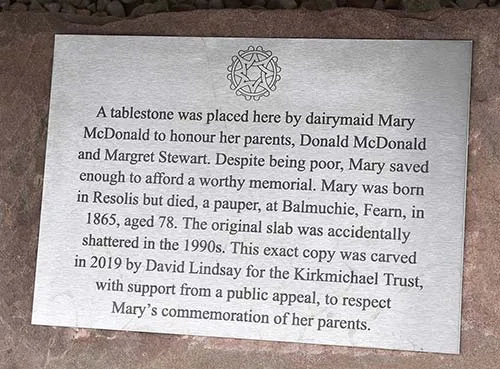 A tablestone was placed here by dairymaid Mary
McDonald to honour her parents, Donald McDonald
and Margret Stewart. Despite being poor, Mary saved
enough to afford a worthy memorial. Mary was born
in Resolis but died, a pauper, at Balmuchie, Fearn, in
1865, aged 78. The original slab was accidentally
shattered in the 1990s. This exact copy was carved
in 2019 by David Lindsay for the Kirkmichael Trust,
with support from a public appeal, to respect
Mary's commemoration of her parents.